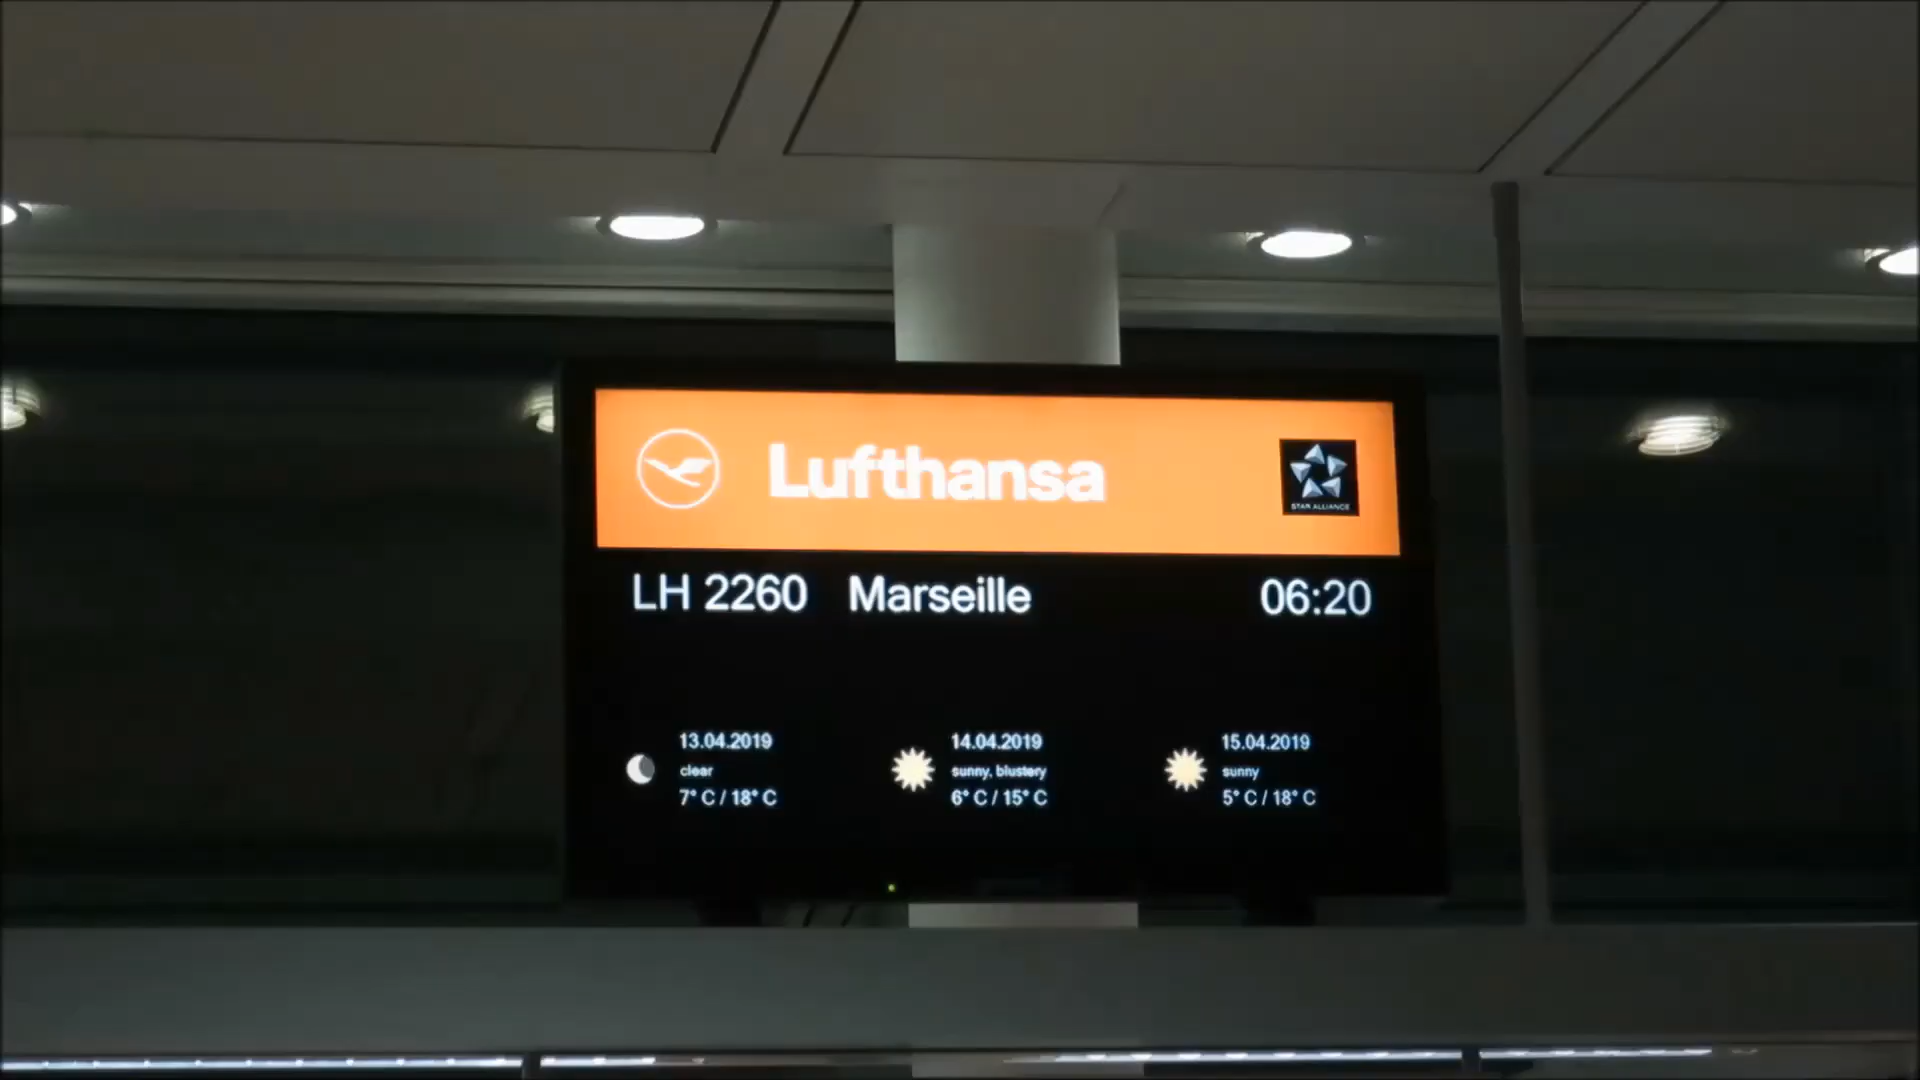 Lufthansa
STAR ALLIANCE
LH 2260 Marseille 06:20
13.04.2019 14.04.2019 15.04.2019
clear sunny, blustery sunny
7° C / 18° C 6° C / 15° C 5° C / 18° C